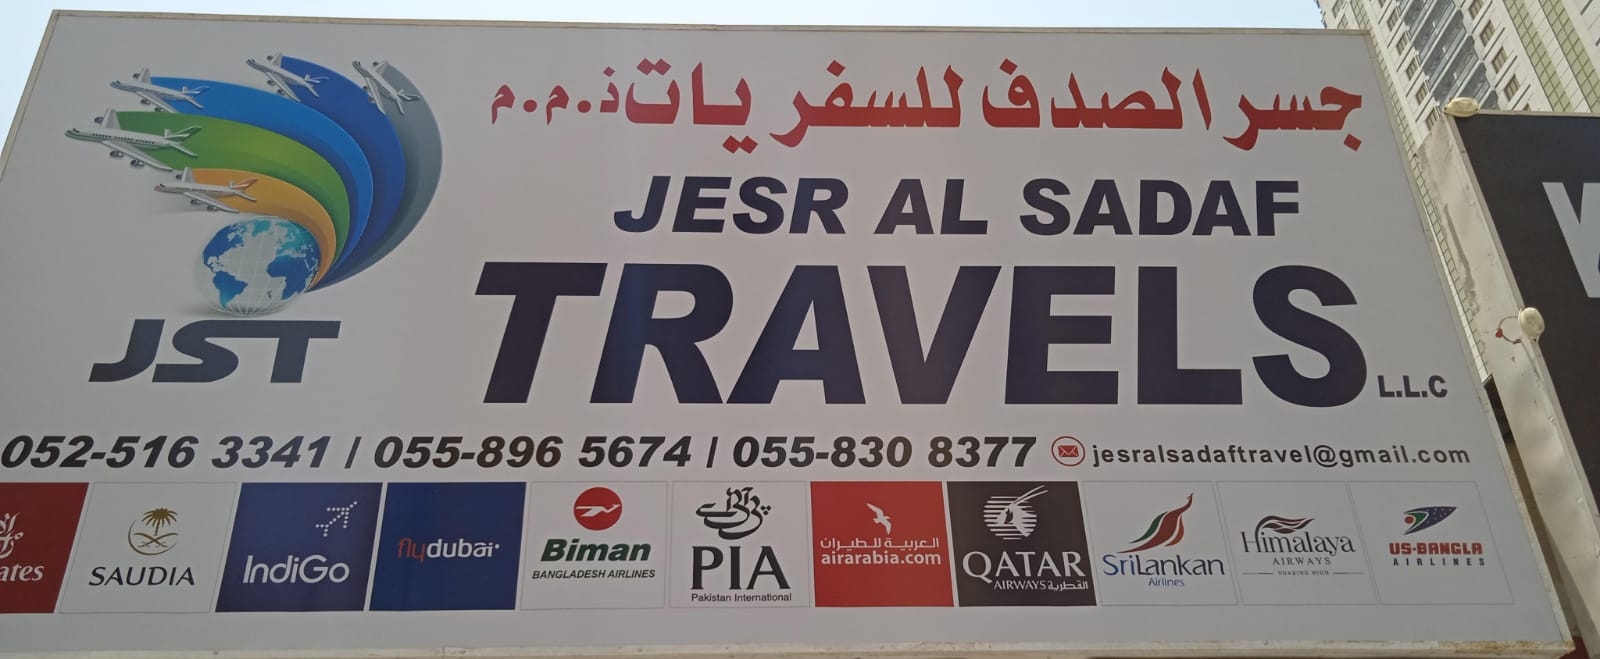 جسر الصدف للسفريات ذ.م.م
JESR AL SADAF
TRAVELS L.L.C
JST
052-516 3341 / 055-896 5674 / 055-830 8377 jesralsadaftravel@gmail.com
SAUDIA
IndiGo
flydubai
Biman
BANGLADESH AIRLINES
PIA
Pakistan International
العربية للطيران
airarabia.com
QATAR
AIRWAYS القطرية
SriLankan
Airlines
Himalaya
AIRWAYS
SOARING HIGH
US-BANGLA
AIRLINES